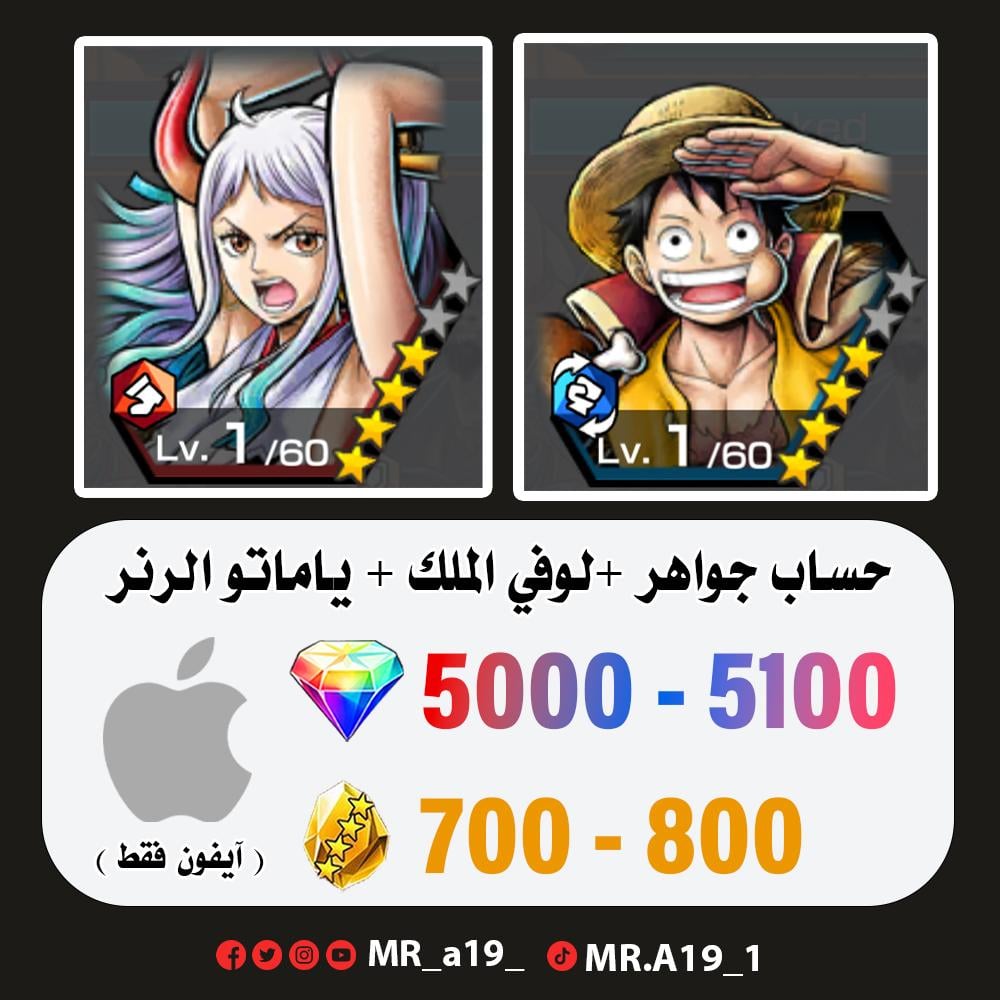 Lv. 1/60
Lv. 1/60
حساب جواهر +لوفي الملك + ياماتو الرنر
5000 - 5100
700 - 800
( آيفون فقط )
MR_a19_ MR.A19_1